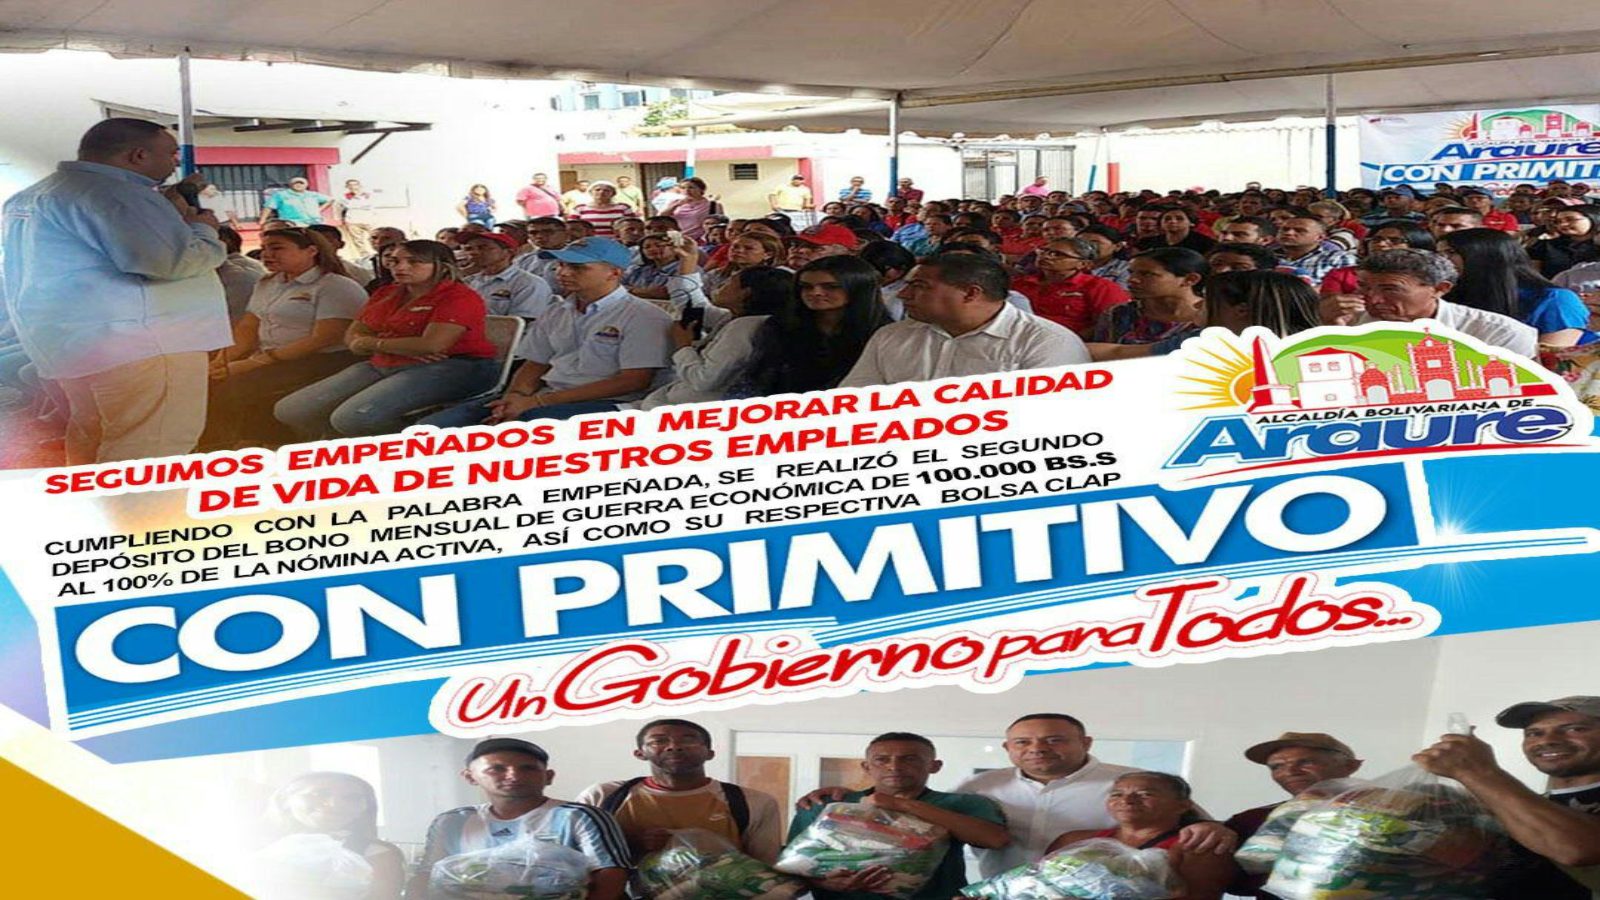 Araure
CON PRIMITI
SEGUIMOS EMPEÑADOS EN MEJORAR LA CALIDAD
DE VIDA DE NUESTROS EMPLEADOS
CUMPLIENDO CON LA PALABRA EMPEÑADA, SE REALIZÓ EL SEGUNDO
DEPÓSITO DEL BONO MENSUAL DE GUERRA ECONÓMICA DE 100.000 BS.S
AL 100% DE LA NÓMINA ACTIVA, ASÍ COMO SU RESPECTIVA BOLSA CLAP
ALCALDÍA BOLIVARIANA DE
Araure
CON PRIMITIVO
Un Gobierno para Todos...